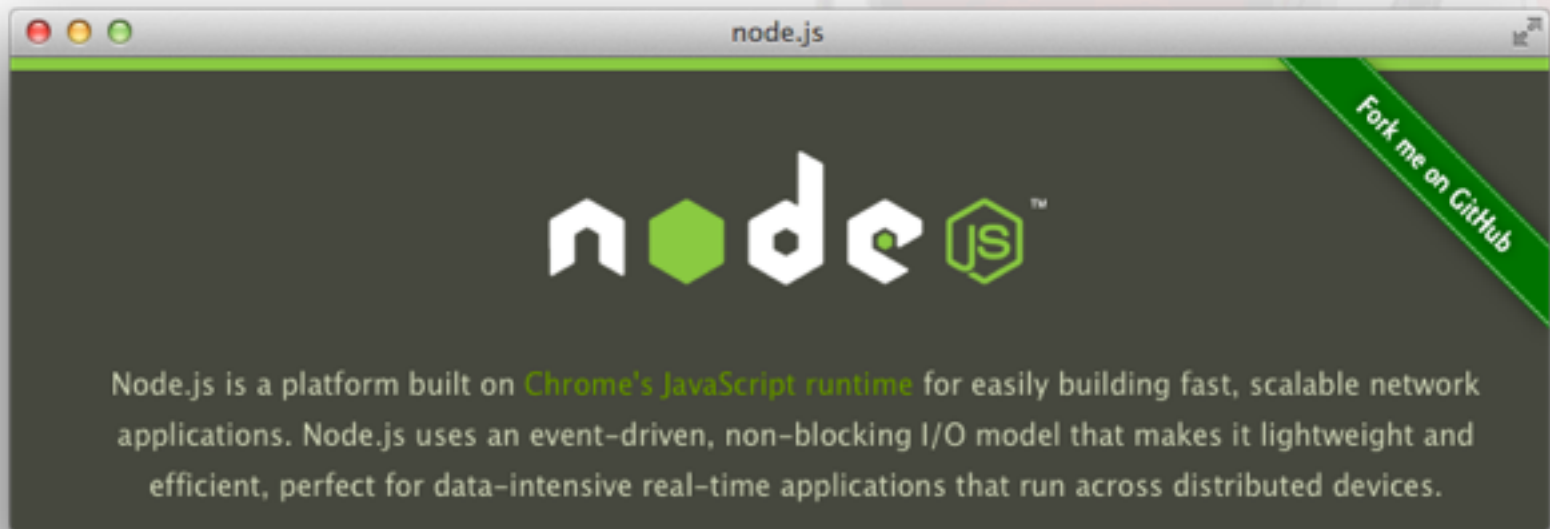 node.js
Fork me on GitHub
node JS™
Node.js is a platform built on Chrome's JavaScript runtime for easily building fast, scalable network
applications. Node.js uses an event-driven, non-blocking I/O model that makes it lightweight and
efficient, perfect for data-intensive real-time applications that run across distributed devices.